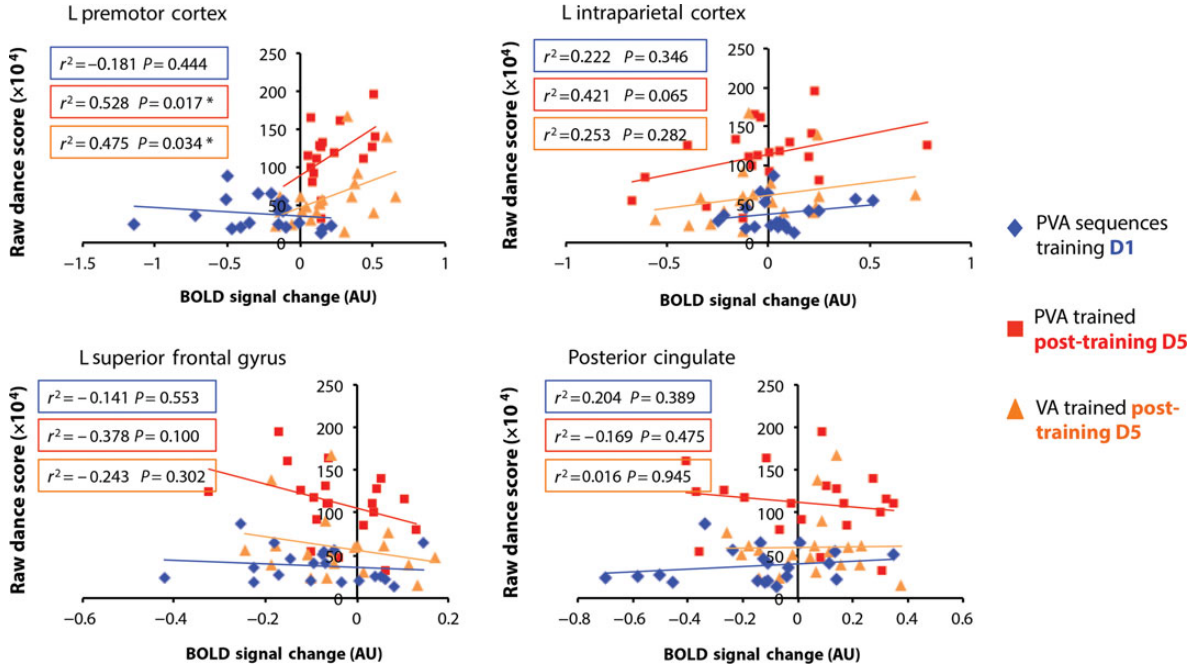 L premotor cortex
Raw dance score (×10⁴)
r²=−0.181 P=0.444
r²=0.528 P=0.017 *
r²=0.475 P=0.034 *
250
200
150
100
50
0
−1.5
−1
−0.5
0.5
1
BOLD signal change (AU)
L intraparietal cortex
Raw dance score (×10⁴)
r²=0.222 P=0.346
r²=0.421 P=0.065
r²=0.253 P=0.282
250
200
150
100
50
0
−1
−0.5
0
0.5
1
BOLD signal change (AU)
L superior frontal gyrus
Raw dance score (×10⁴)
r²=−0.141 P=0.553
r²=−0.378 P=0.100
r²=−0.243 P=0.302
250
200
150
100
50
0
−0.6
−0.4
−0.2
0
0.2
BOLD signal change (AU)
Posterior cingulate
Raw dance score (×10⁴)
r²=0.204 P=0.389
r²=−0.169 P=0.475
r²=0.016 P=0.945
250
200
150
100
50
0
−0.8
−0.6
−0.4
−0.2
0
0.2
0.4
0.6
BOLD signal change (AU)
PVA sequences
training D1
PVA trained
post-training D5
VA trained post-
training D5